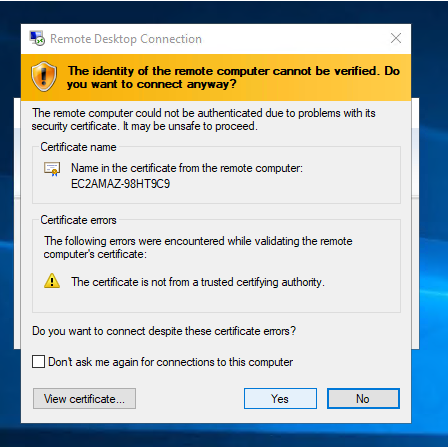 Remote Desktop Connection
The identity of the remote computer cannot be verified. Do
you want to connect anyway?
The remote computer could not be authenticated due to problems with its
security certificate. It may be unsafe to proceed.
Certificate name
Name in the certificate from the remote computer:
EC2AMAZ-98HT9C9
Certificate errors
The following errors were encountered while validating the remote
computer's certificate:
The certificate is not from a trusted certifying authority.
Do you want to connect despite these certificate errors?
Don't ask me again for connections to this computer
View certificate...
Yes
No